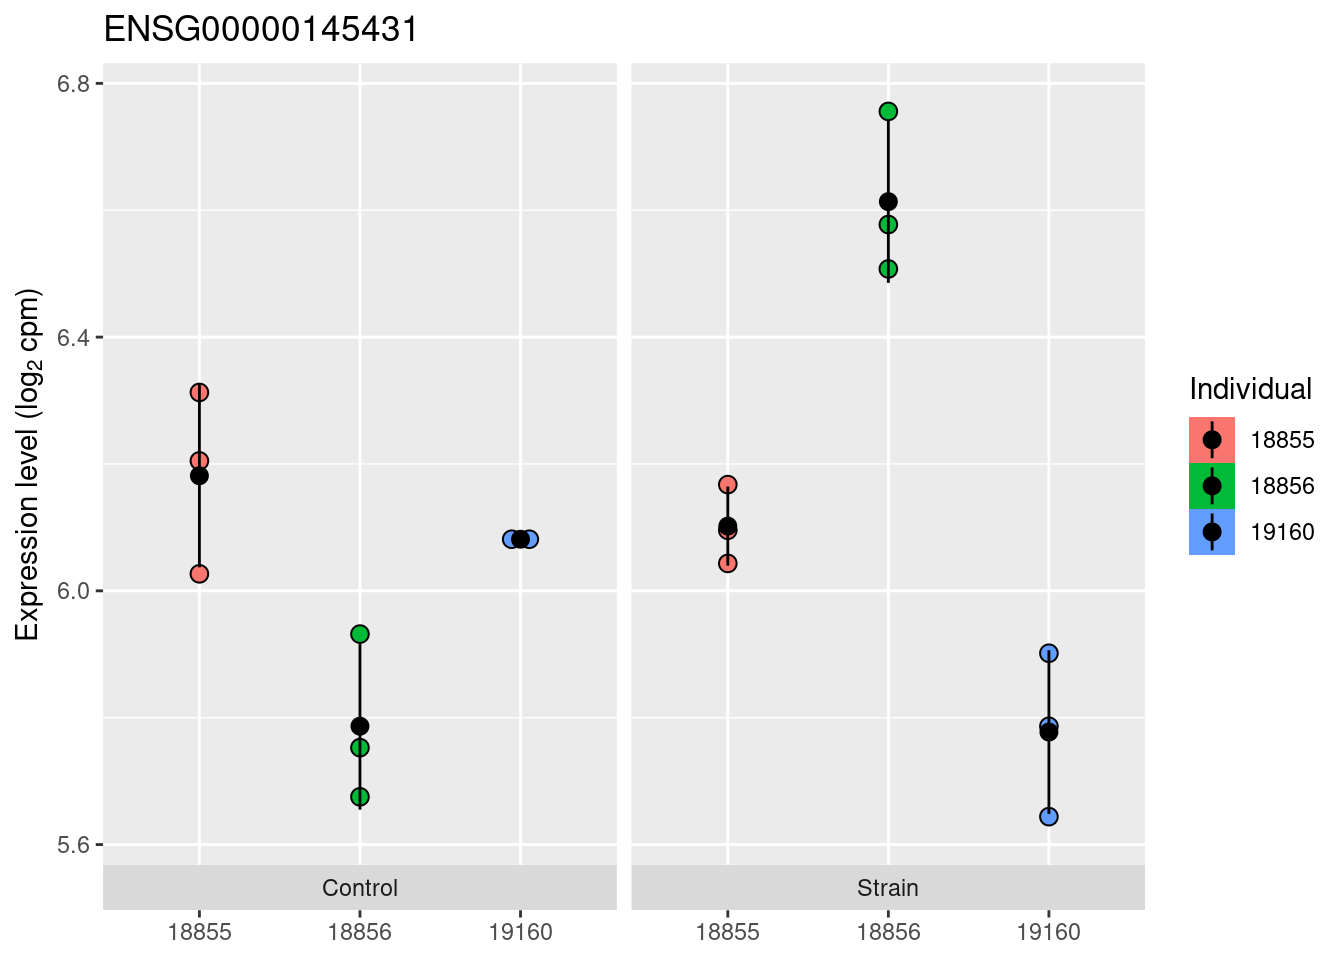 ENSG00000145431
Expression level (log₂ cpm)
6.8
6.4
6.0
5.6
Control
Strain
18855
18856
19160
18855
18856
19160
Individual
18855
18856
19160